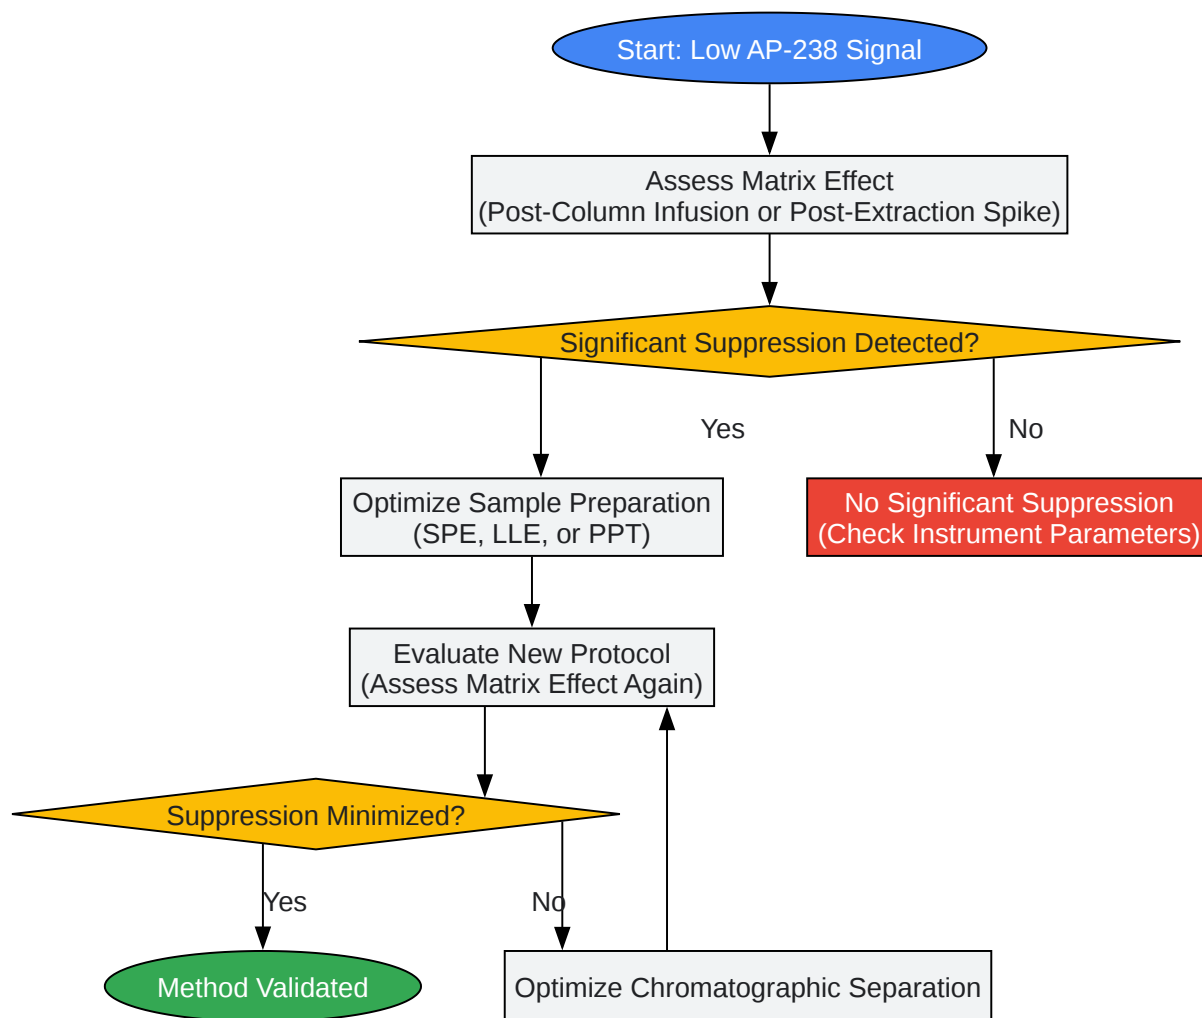 Start: Low AP-238 Signal
Assess Matrix Effect
(Post-Column Infusion or Post-Extraction Spike)
Significant Suppression Detected?
Yes
No
Optimize Sample Preparation
(SPE, LLE, or PPT)
No Significant Suppression
(Check Instrument Parameters)
Evaluate New Protocol
(Assess Matrix Effect Again)
Suppression Minimized?
Yes
No
Method Validated
Optimize Chromatographic Separation